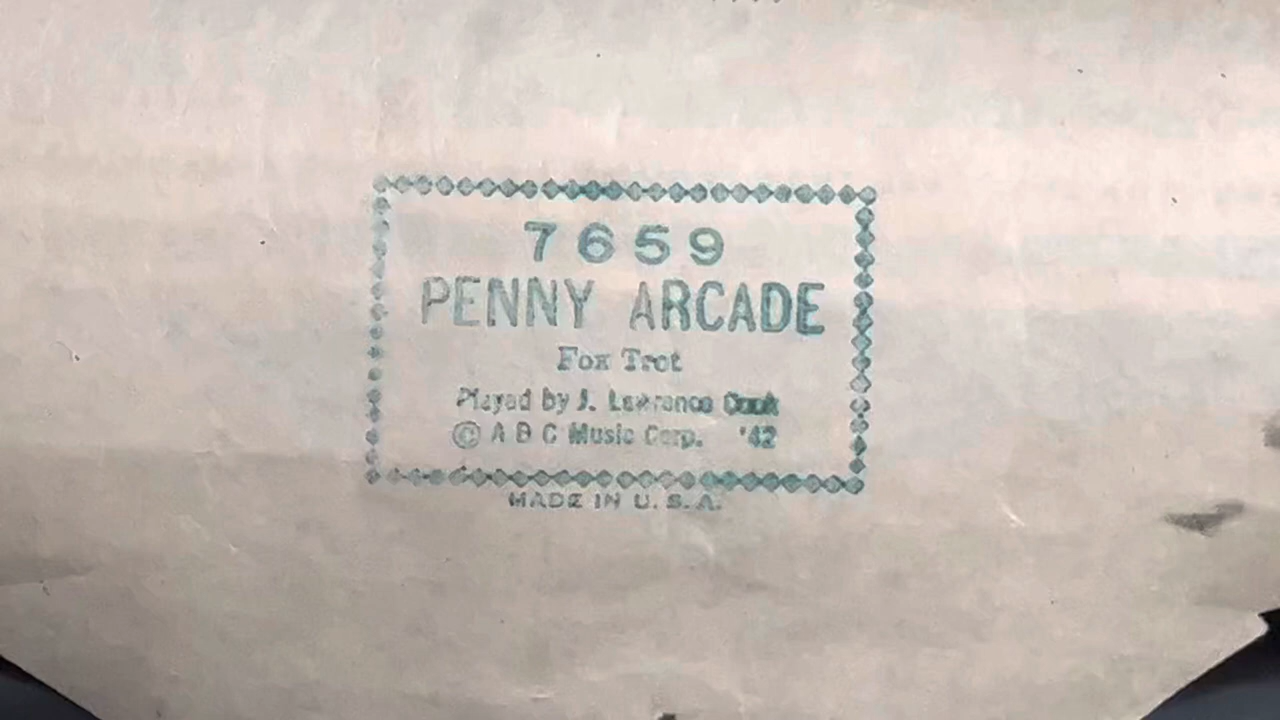 7659
PENNY ARCADE
Fox Trot
Played by J. Lawrence Cook
© A B C Music Corp. '42
MADE IN U. S. A.